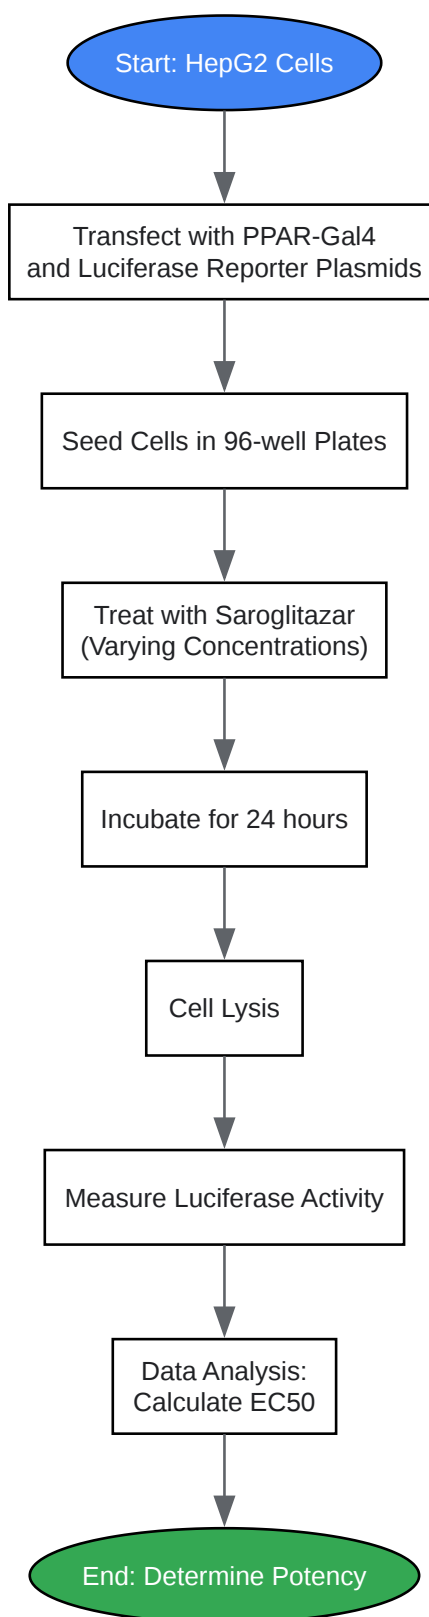 Start: HepG2 Cells
Transfect with PPAR-Gal4
and Luciferase Reporter Plasmids
Seed Cells in 96-well Plates
Treat with Saroglitazar
(Varying Concentrations)
Incubate for 24 hours
Cell Lysis
Measure Luciferase Activity
Data Analysis:
Calculate EC50
End: Determine Potency